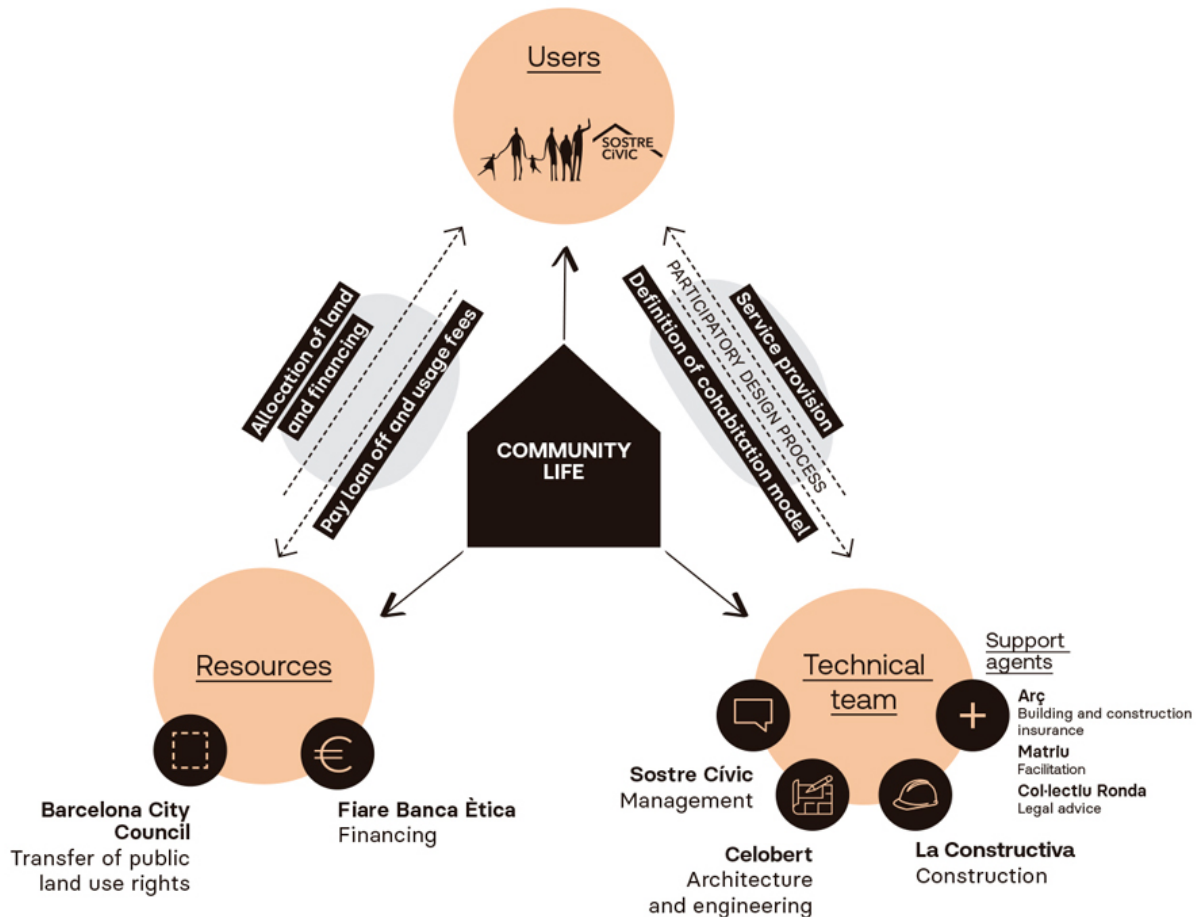 Users
SOSTRE
CÍVIC
Allocation of land
and financing
Pay loan off and usage fees
Definition of cohabitation model
PARTICIPATORY DESIGN PROCESS
Service provision
COMMUNITY
LIFE
Resources
Barcelona City
Council
Transfer of public
land use rights
€
Fiare Banca Ètica
Financing
Technical
team
Support
agents
+
Arç
Building and construction
insurance
Matriu
Facilitation
Col·lectiu Ronda
Legal advice
Sostre Cívic
Management
Celobert
Architecture
and engineering
La Constructiva
Construction